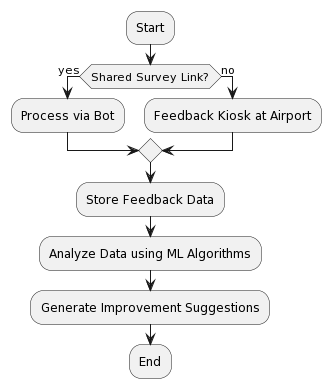 Start
yes
Shared Survey Link?
no
Process via Bot
Feedback Kiosk at Airport
Store Feedback Data
Analyze Data using ML Algorithms
Generate Improvement Suggestions
End